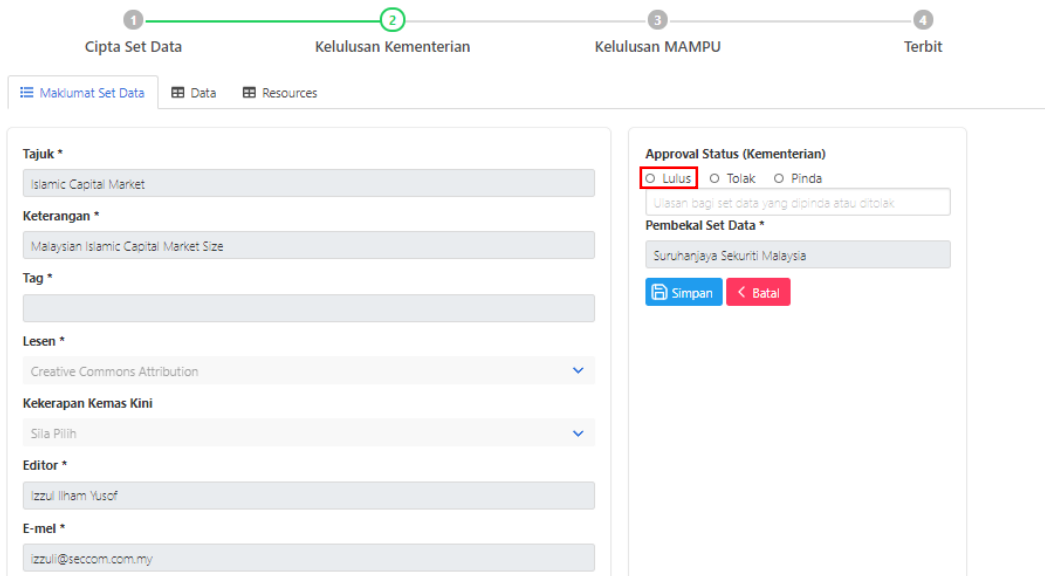 1 2 3 4
Cipta Set Data Kelulusan Kementerian Kelulusan MAMPU Terbit
Maklumat Set Data Data Resources
Tajuk *
Islamic Capital Market
Keterangan *
Malaysian Islamic Capital Market Size
Tag *
Lesen *
Creative Commons Attribution
Kekerapan Kemas Kini
Sila Pilih
Editor *
Izzul Ilham Yusof
E-mel *
izzuli@seccom.com.my
Approval Status (Kementerian)
Lulus Tolak Pinda
Ulasan bagi set data yang dipinda atau ditolak
Pembekal Set Data *
Suruhanjaya Sekuriti Malaysia
Simpan Batal